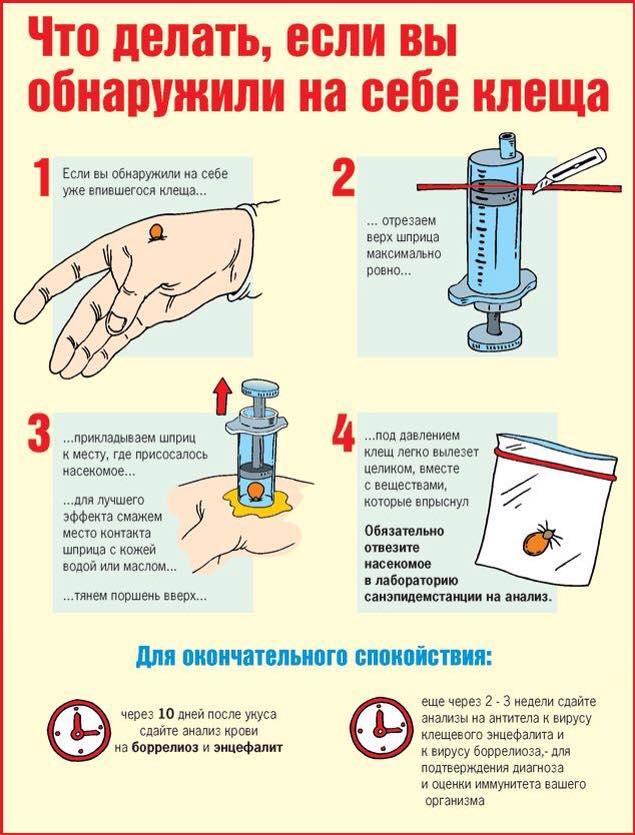 Что делать, если вы
обнаружили на себе клеща
1
Если вы обнаружили на себе
уже впившегося клеща...
2
... отрезаем
верх шприца
максимально
ровно...
3
...прикладываем шприц
к месту, где присосалось
насекомое...
...для лучшего
эффекта смажем
место контакта
шприца с кожей
водой или маслом...
...тянем поршень вверх...
4
...под давлением
клещ легко вылезет
целиком, вместе
с веществами,
которые впрыснул
Обязательно
отвезите
насекомое
в лабораторию
санэпидемстанции на анализ.
Для окончательного спокойствия:
через 10 дней после укуса
сдайте анализ крови
на боррелиоз и энцефалит
еще через 2 - 3 недели сдайте
анализы на антитела к вирусу
клещевого энцефалита и
к вирусу боррелиоза,- для
подтверждения диагноза
и оценки иммунитета вашего
организма